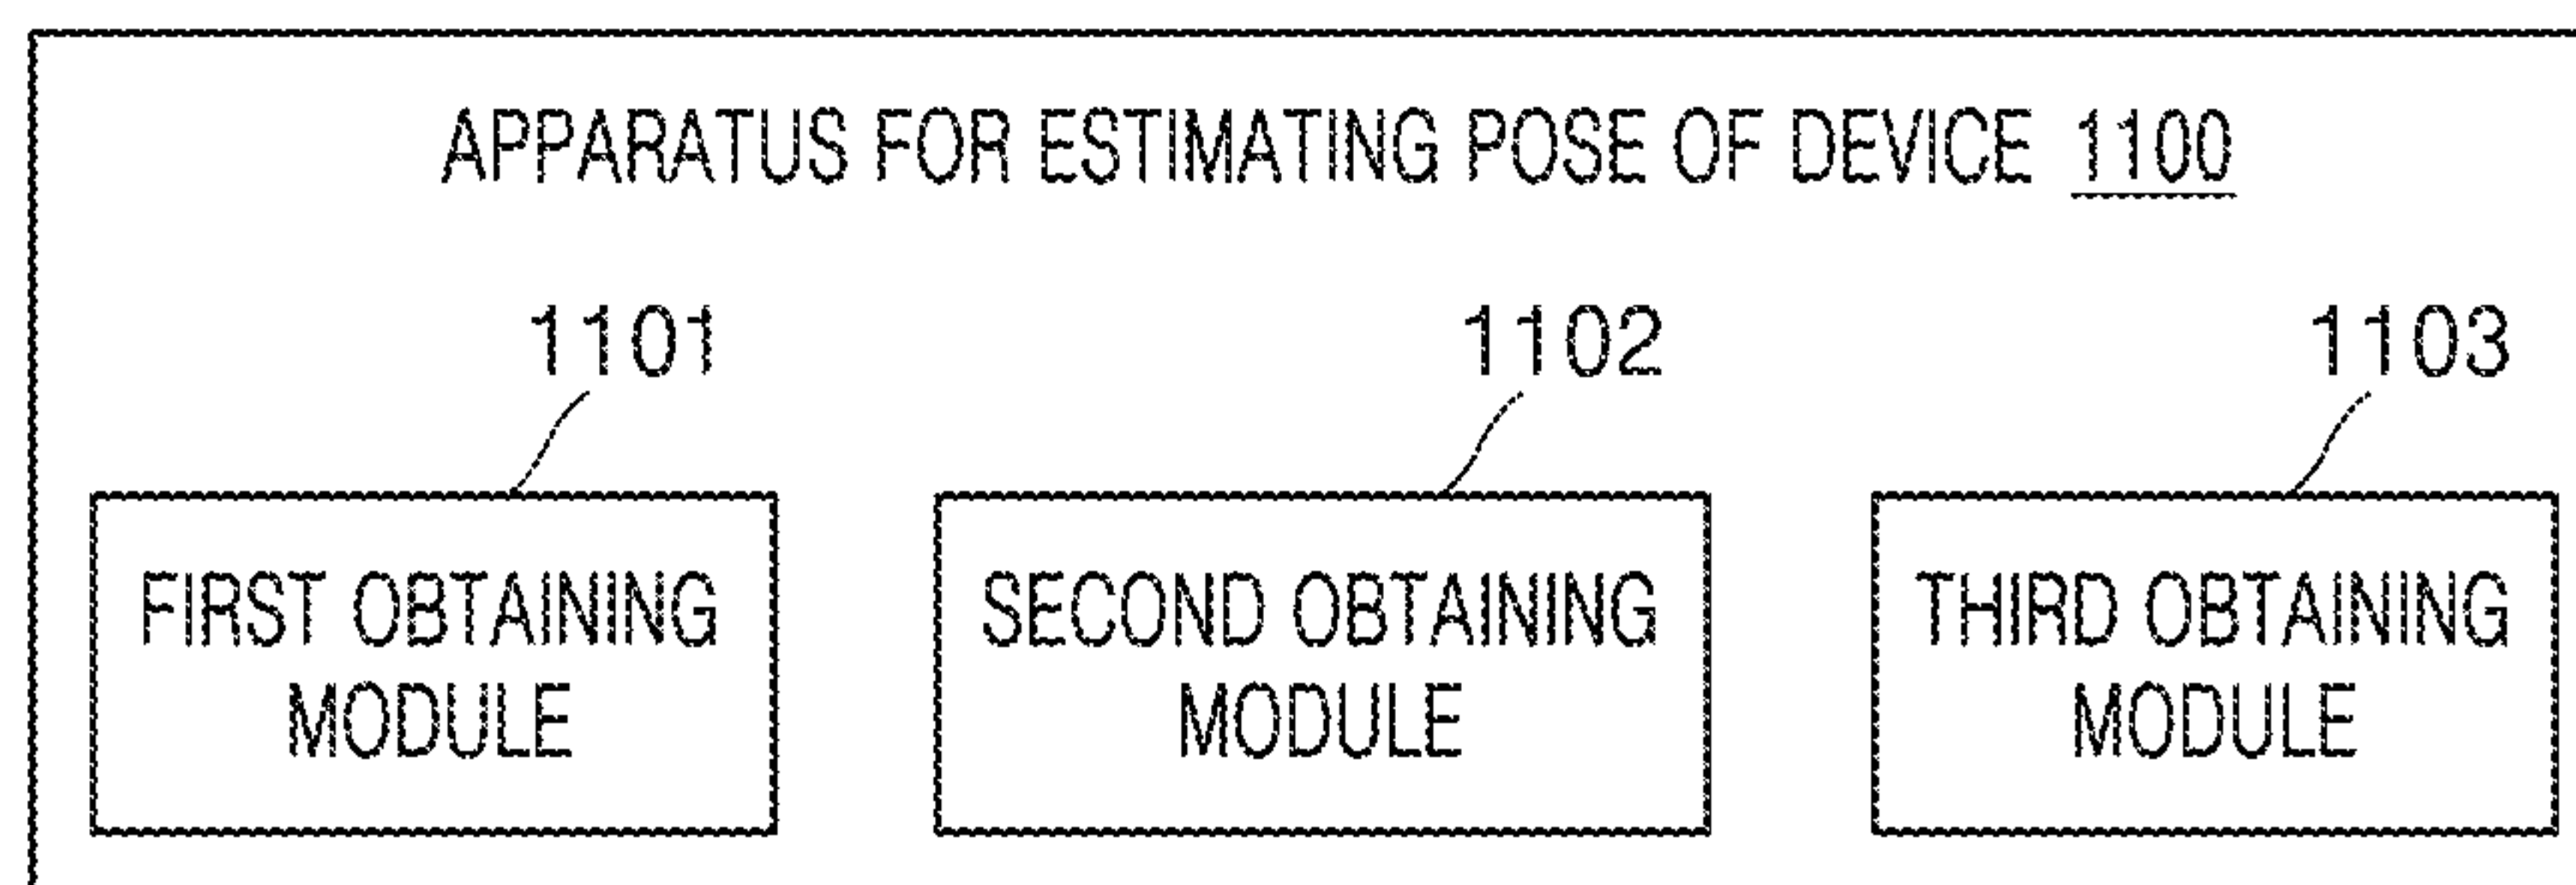 APPARATUS FOR ESTIMATING POSE OF DEVICE 1100
1101
1102
1103
FIRST OBTAINING
MODULE
SECOND OBTAINING
MODULE
THIRD OBTAINING
MODULE